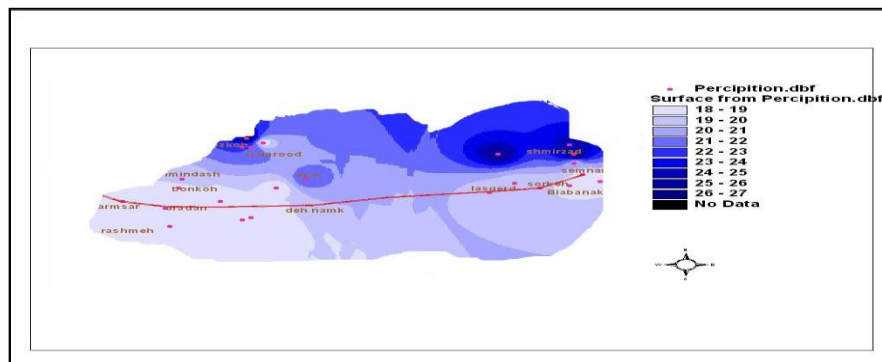 Percipition.dbf
Surface from Percipition.dbf
18 - 19
19 - 20
20 - 21
21 - 22
22 - 23
23 - 24
24 - 25
25 - 26
26 - 27
No Data
shmirzad
semnan
mindash
bonkoh
lasgerd
sorkeh
Biabanak
armsar
aradan
deh namk
rashmeh